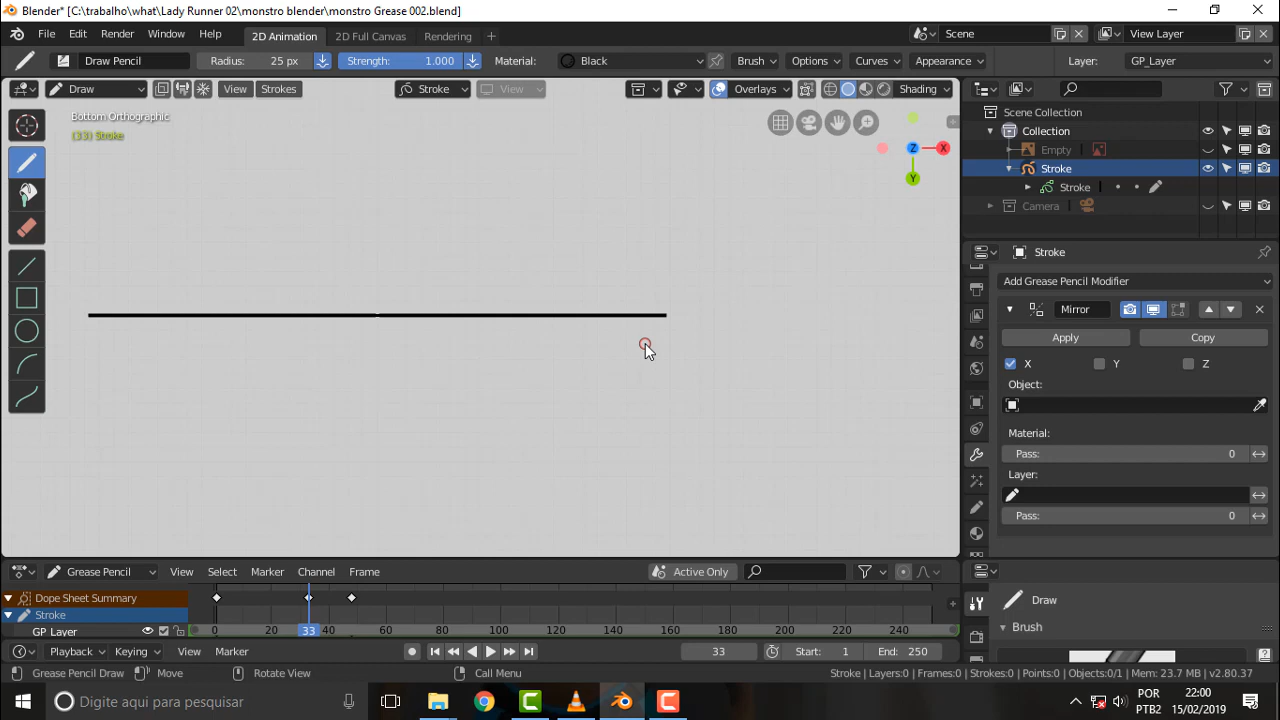 Blender* [C:\trabalho\what\Lady Runner 02\monstro blender\monstro Grease 002.blend]
File Edit Render Window Help 2D Animation 2D Full Canvas Rendering + Scene View Layer
Draw Pencil Radius: 25 px Strength: 1.000 Material: Black Brush Options Curves Appearance Layer: GP_Layer
Draw View Strokes Stroke View Overlays Shading
Bottom Orthographic
(33) Stroke
Z X
Y
Scene Collection
Collection
Empty
Stroke
Stroke
Camera
Stroke
Add Grease Pencil Modifier
Mirror
Apply Copy
X Y Z
Object:
Material:
Pass: 0
Layer:
Pass: 0
Grease Pencil View Select Marker Channel Frame Active Only
Dope Sheet Summary
Stroke
GP_Layer
0 20 33 40 60 80 100 120 140 160 180 200 220 240
Playback Keying View Marker 33 Start: 1 End: 250
Draw
Brush
Grease Pencil Draw Move Rotate View Call Menu Stroke | Layers:0 | Frames:0 | Strokes:0 | Points:0 | Objects:0/1 | Mem: 23.7 MB | v2.80.37
Digite aqui para pesquisar
POR
PTB2
22:00
15/02/2019